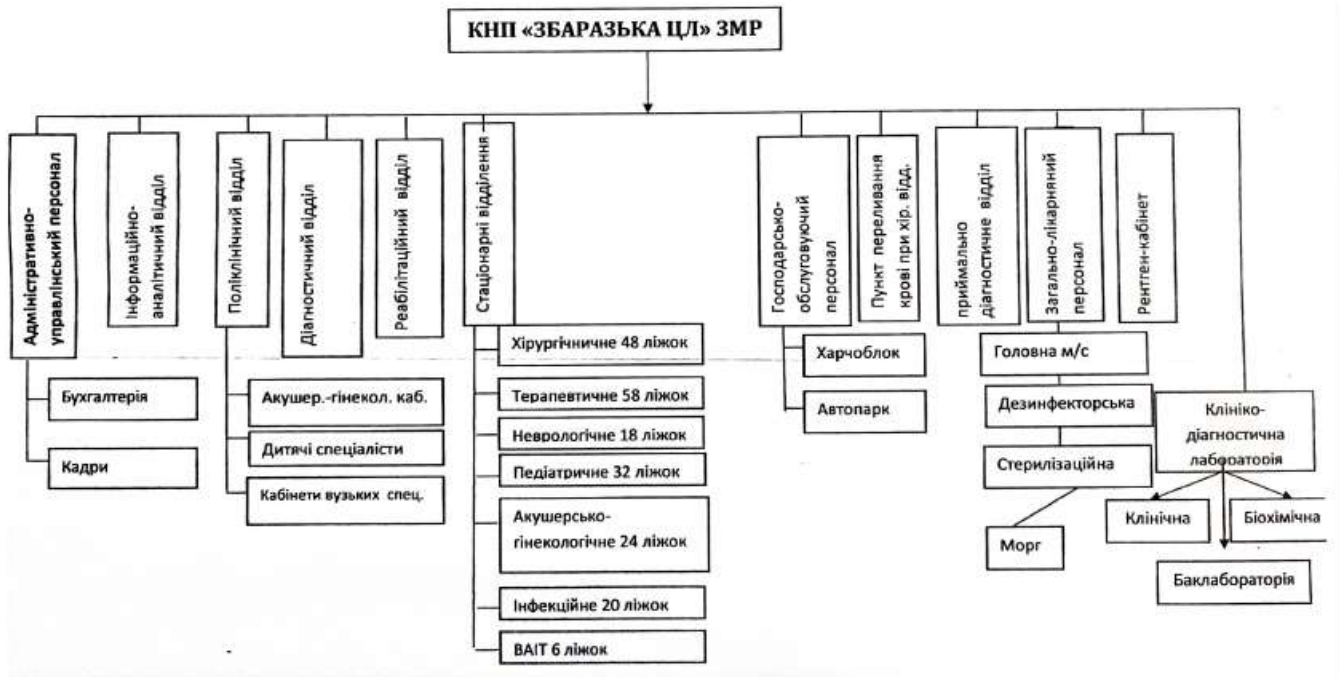 КНП «ЗБАРАЗЬКА ЦЛ» ЗМР
Адміністративно-
управлінський персонал
Інформаційно-
аналітичний відділ
Поліклінічний відділ
Діагностичний відділ
Реабілітаційний відділ
Стаціонарні відділення
Господарсько-
обслуговуючий
персонал
Пункт переливання
крові при хір. відд.
приймально
діагностичне відділ
Загально-лікарняний
персонал
Рентген-кабінет
Бухгалтерія
Кадри
Акушер.-гінекол. каб.
Дитячі спеціалісти
Кабінети вузьких спец.
Хірургічничне 48 ліжок
Терапевтичне 58 ліжок
Неврологічне 18 ліжок
Педіатричне 32 ліжок
Акушерсько-
гінекологічне 24 ліжок
Інфекційне 20 ліжок
ВАІТ 6 ліжок
Харчоблок
Автопарк
Головна м/с
Дезинфекторська
Стерилізаційна
Морг
Клініко-
діагностична
лабораторія
Клінічна
Біохімічна
Баклабораторія